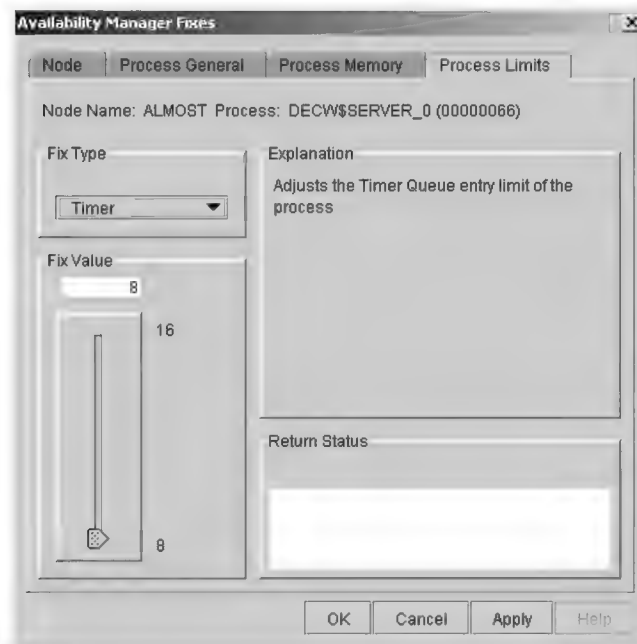 Availability Manager Fixes
Node
Process General
Process Memory
Process Limits
Node Name: ALMOST Process: DECW$SERVER_0 (00000066)
Fix Type
Timer
Explanation
Adjusts the Timer Queue entry limit of the
process
Fix Value
8
16
8
Return Status
OK
Cancel
Apply
Help